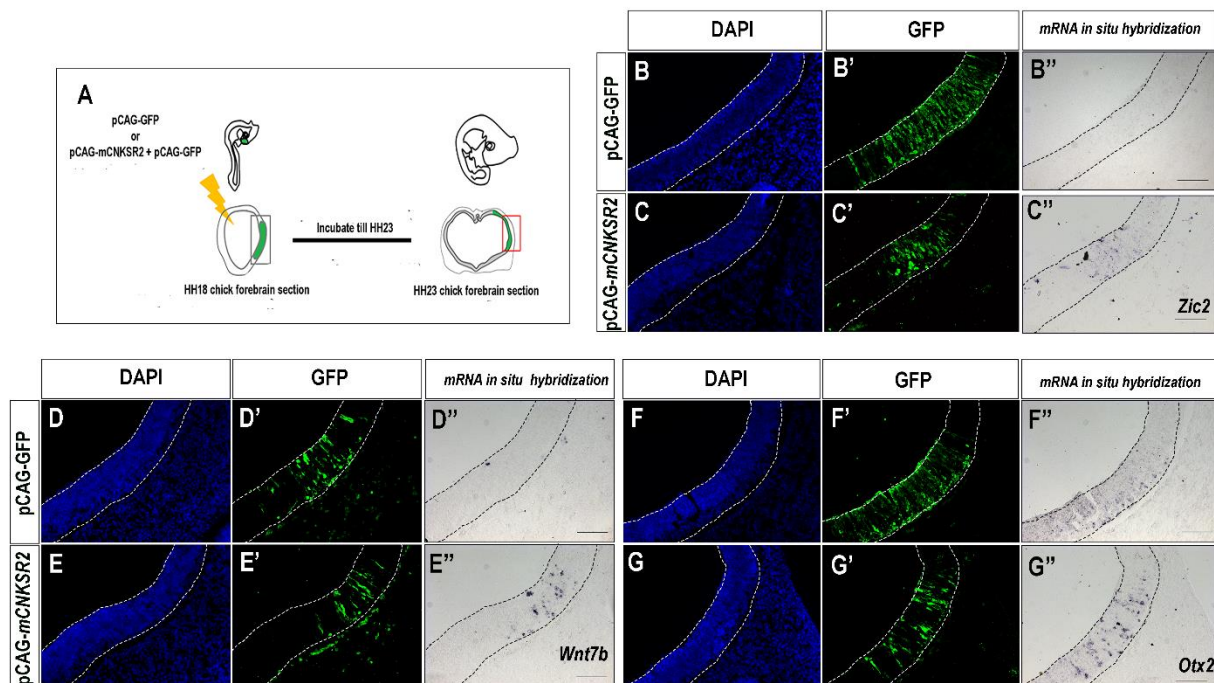 A
pCAG-GFP
or
pCAG-mCNKSR2 + pCAG-GFP
Incubate till HH23
HH18 chick forebrain section
HH23 chick forebrain section
DAPI
GFP
mRNA in situ hybridization
pCAG-GFP
B
B'
B"
pCAG-mCNKSR2
C
C'
C"
Zic2
DAPI
GFP
mRNA in situ hybridization
DAPI
GFP
mRNA in situ hybridization
pCAG-GFP
D
D'
D"
F
F'
F"
pCAG-mCNKSR2
E
E'
E"
Wnt7b
G
G'
G"
Otx2